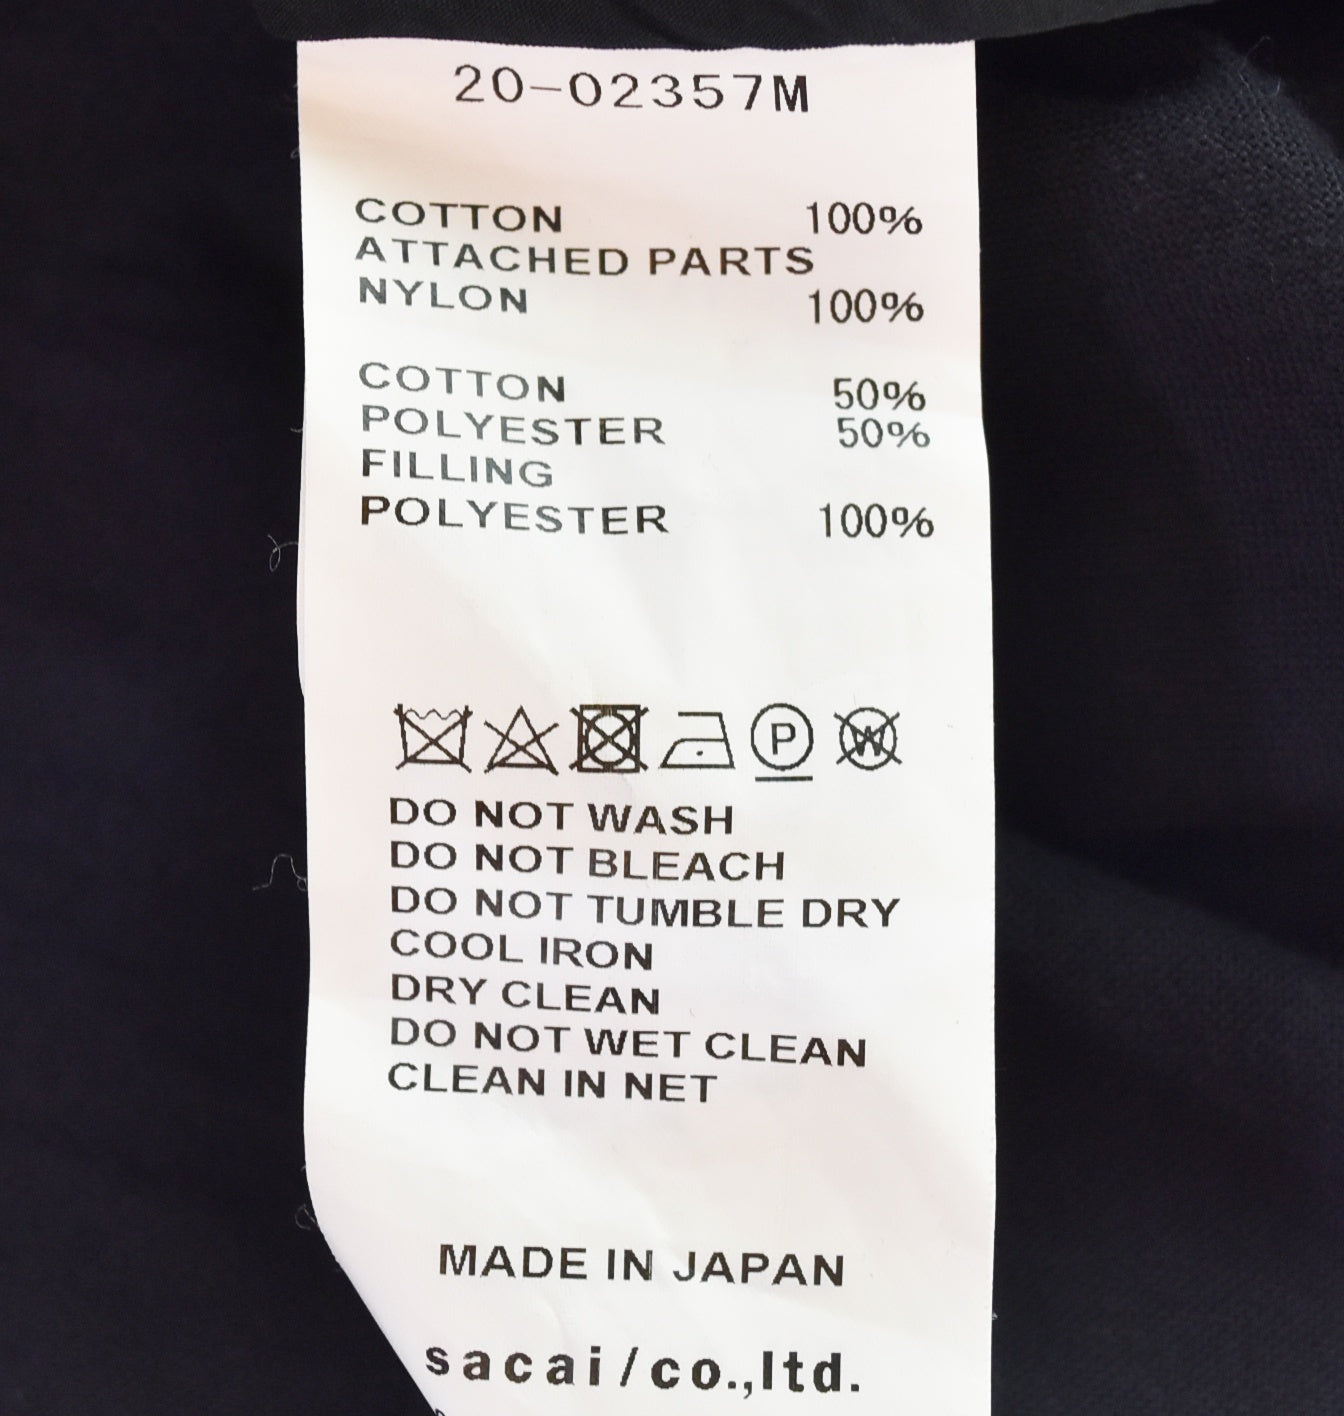 20-02357M
COTTON 100%
ATTACHED PARTS
NYLON 100%
COTTON 50%
POLYESTER 50%
FILLING
POLYESTER 100%
P W
DO NOT WASH
DO NOT BLEACH
DO NOT TUMBLE DRY
COOL IRON
DRY CLEAN
DO NOT WET CLEAN
CLEAN IN NET
MADE IN JAPAN
sacai/co.,ltd.